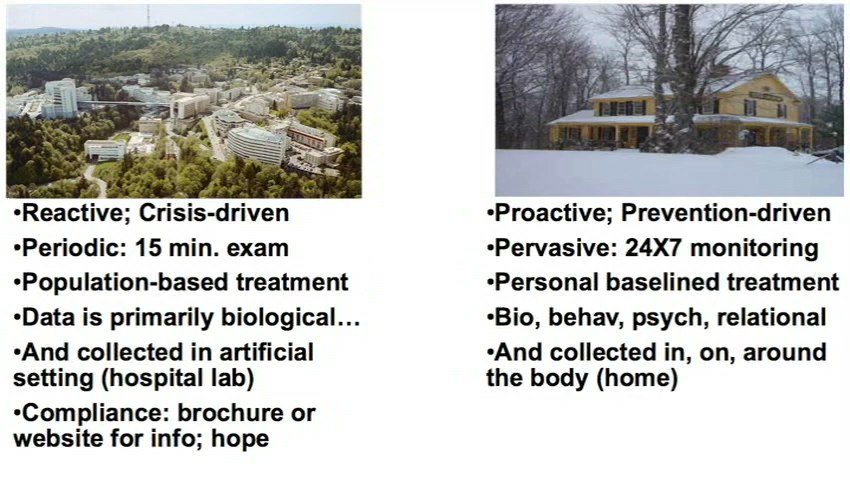 •Reactive; Crisis-driven
•Periodic: 15 min. exam
•Population-based treatment
•Data is primarily biological…
•And collected in artificial
setting (hospital lab)
•Compliance: brochure or
website for info; hope
•Proactive; Prevention-driven
•Pervasive: 24X7 monitoring
•Personal baselined treatment
•Bio, behav, psych, relational
•And collected in, on, around
the body (home)